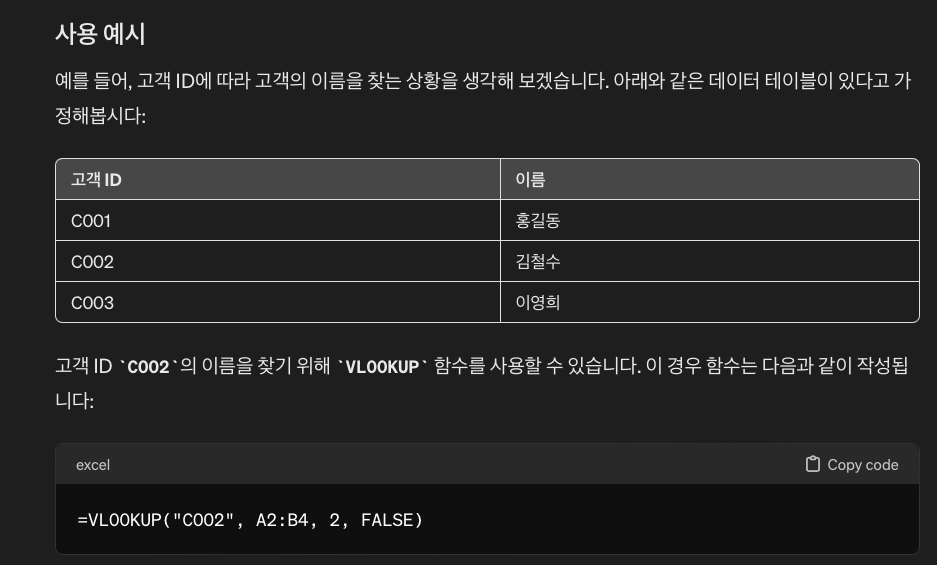 사용 예시
예를 들어, 고객 ID에 따라 고객의 이름을 찾는 상황을 생각해 보겠습니다. 아래와 같은 데이터 테이블이 있다고 가
정해봅시다:
고객 ID 이름
C001 홍길동
C002 김철수
C003 이영희
고객 ID `C002`의 이름을 찾기 위해 `VLOOKUP` 함수를 사용할 수 있습니다. 이 경우 함수는 다음과 같이 작성됩
니다:
excel Copy code
=VLOOKUP("C002", A2:B4, 2, FALSE)